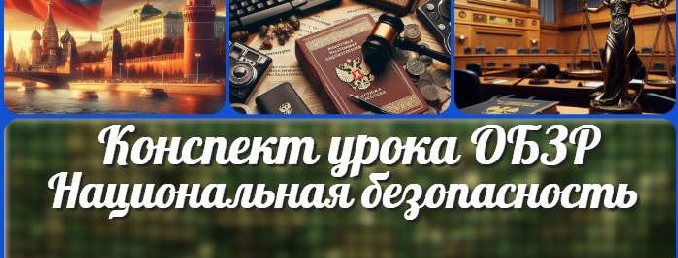 Конспект урока ОБЗР
Национальная безопасность